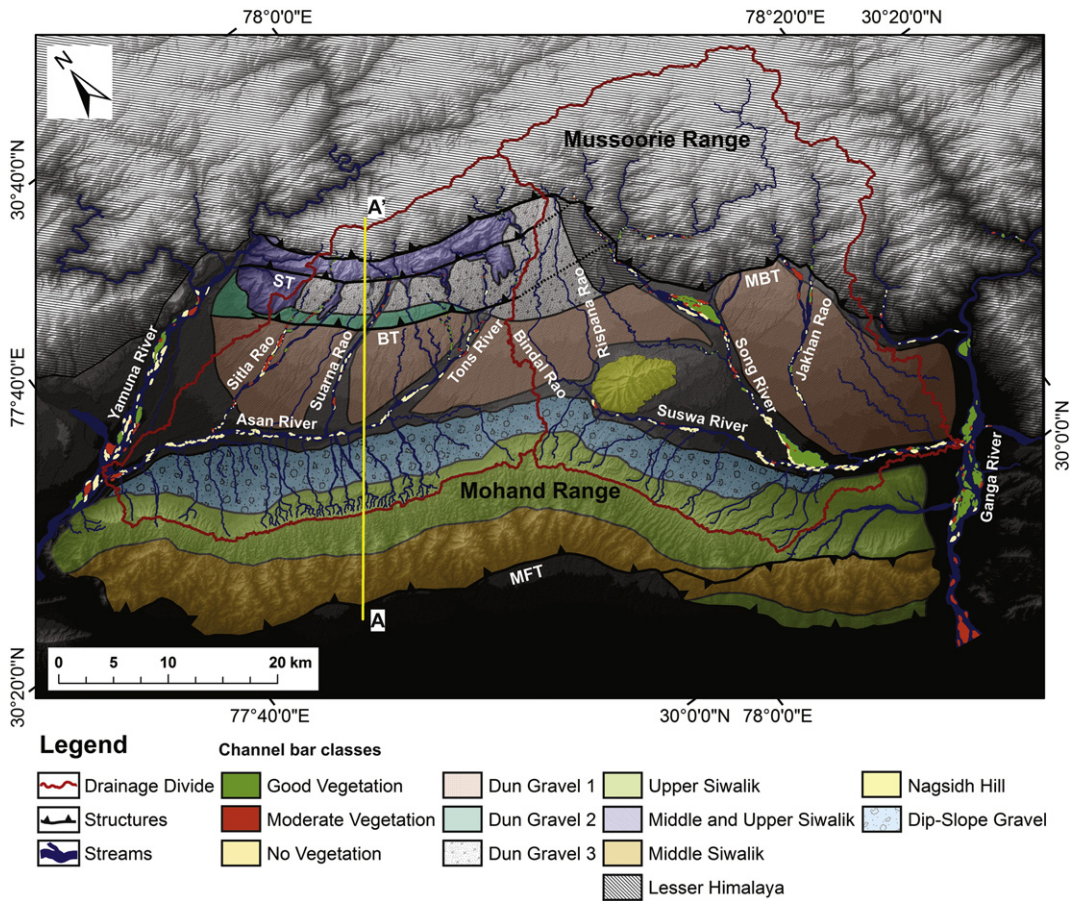 78°0'0"E
78°20'0"E
30°20'0"N
N
Mussoorie Range
30°40'0"N
A'
ST
MBT
Rispana Rao
Jakhan Rao
BT
Yamuna River
Sitla Rao
Suarna Rao
Tons River
Bindal Rao
Song River
77°40'0"E
Asan River
Suswa River
30°0'0"N
Mohand Range
Ganga River
MFT
A
0 5 10 20 km
30°20'0"N
77°40'0"E
30°0'0"N
78°0'0"E
Legend
Channel bar classes
Drainage Divide
Good Vegetation
Dun Gravel 1
Upper Siwalik
Nagsidh Hill
Structures
Moderate Vegetation
Dun Gravel 2
Middle and Upper Siwalik
Dip-Slope Gravel
Streams
No Vegetation
Dun Gravel 3
Middle Siwalik
Lesser Himalaya